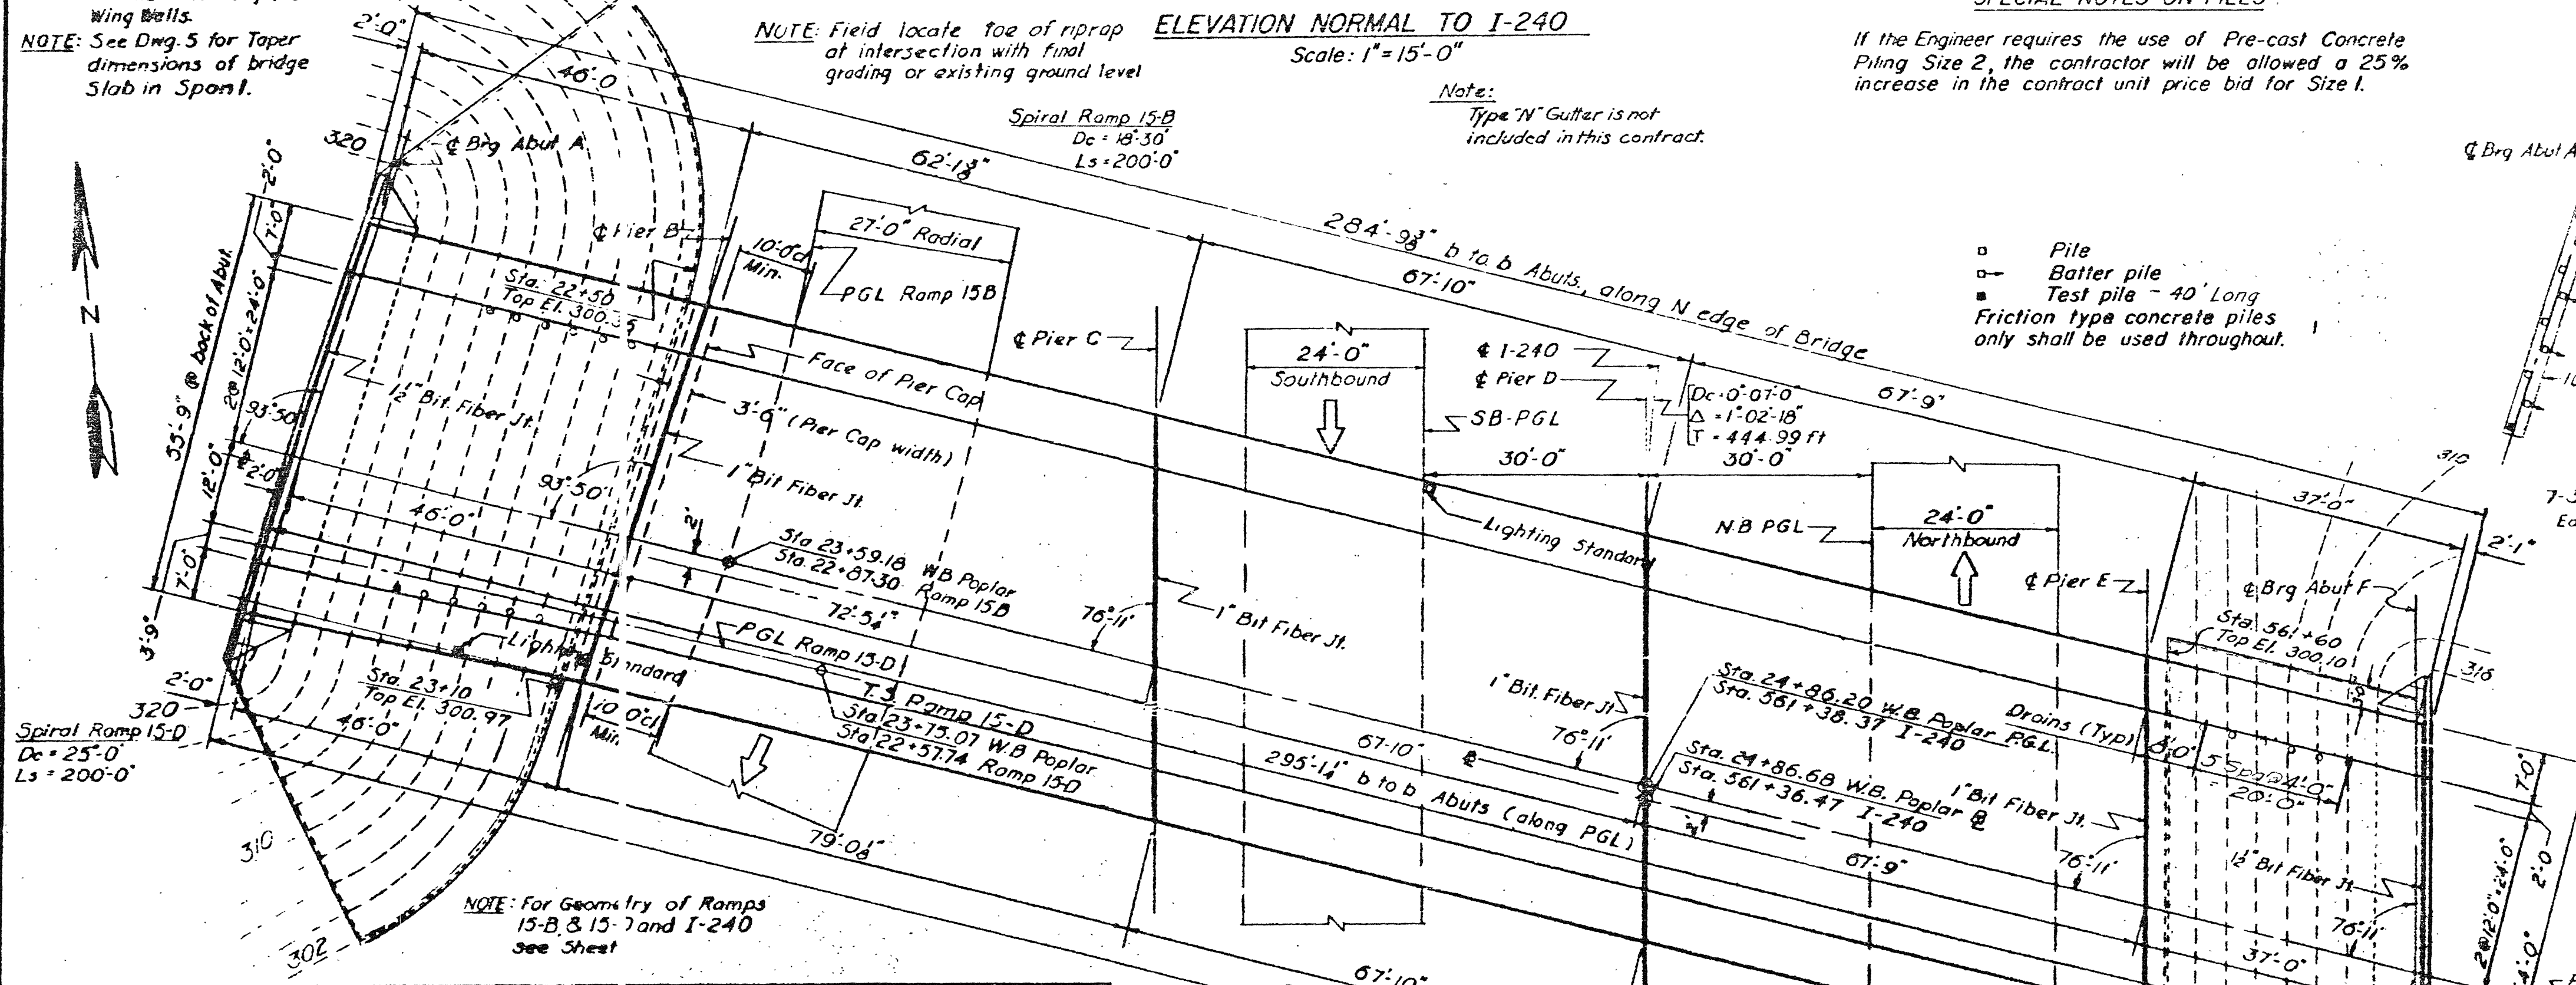 Wing Walls.
NOTE: See Dwg. 5 for Taper
dimensions of bridge
Slab in Span 1.
NOTE: Field locate toe of riprap
at intersection with final
grading or existing ground level
ELEVATION NORMAL TO I-240
Scale: 1"=15'-0"
Note:
Type "N" Gutter is not
included in this contract.
SPECIAL NOTES ON PILES
If the Engineer requires the use of Pre-cast Concrete
Piling Size 2, the contractor will be allowed a 25%
increase in the contract unit price bid for Size 1.
Spiral Ramp 15-B
Dc = 18°-30'
Ls = 200'-0"
Pile
Batter pile
Test pile - 40' Long
Friction type concrete piles
only shall be used throughout.
₵ Brg Abut A
2'-0"
46'-0
320
₵ Brg Abut A
2'-0"
7'-0"
62'-1⅜"
284'-9⅜" b to b Abuts., along N edge of Bridge
67'-10"
67'-9"
37'-0"
2'-1"
310
316
N
55'-9" @ back of Abut.
2@ 12'-0"=24'-0"
12'-0"
7'-0"
3'-9"
93°50'
2'-0"
1½" Bit. Fiber Jt.
₵ Pier B
Sta. 22+50
Top El. 300.35
10'-0"cl
Min.
27'-0" Radial
PGL Ramp 15B
Face of Pier Cap
3'-6" (Pier Cap width)
1" Bit Fiber Jt.
93°50'
46'-0"
₵ Pier C
24'-0"
Southbound
SB-PGL
₵ I-240
₵ Pier D
Dc=0°-07'-0"
Δ = 1°-02'-18"
T = 444.99 ft
30'-0"
30'-0"
Lighting Standard
N.B PGL
24'-0"
Northbound
₵ Pier E
₵ Brg Abut F
Sta. 561+60
Top El. 300.10
2'
Sta 23+59.18 W.B Poplar
Sta. 22+87.30 Ramp 15B
72'-5¼"
76°-11'
1" Bit Fiber Jt.
PGL Ramp 15-D
Lighting Standard
T.S. Ramp 15-D
Sta 23+75.07 W.B Poplar
Sta 22+57.74 Ramp 15-D
Sta. 23+10
Top El. 300.97
10'0"cl
Min.
2'-0"
320
46'-0"
Spiral Ramp 15-D
Dc = 25°-0'
Ls = 200'-0"
79'-0⅛"
67'-10"
295'-1¼" b to b Abuts (along PGL)
1" Bit. Fiber Jt
76°-11'
Sta. 24+86.20 W.B. Poplar P.G.L.
Sta. 561+38.37 I-240
Sta. 24+86.68 W.B. Poplar
Sta. 561+36.47 I-240
Drains (Typ)
8'-0"
5 Spa@4'-0"
= 20'-0"
1" Bit Fiber Jt.
76°-11'
67'-9"
1½" Bit Fiber Jt.
76°-11'
37'-0"
7'-0"
2@12'-0"=24'-0"
2'-0
310
302
NOTE: For Geometry of Ramps
15-B, & 15-D and I-240
see Sheet
67'-10"